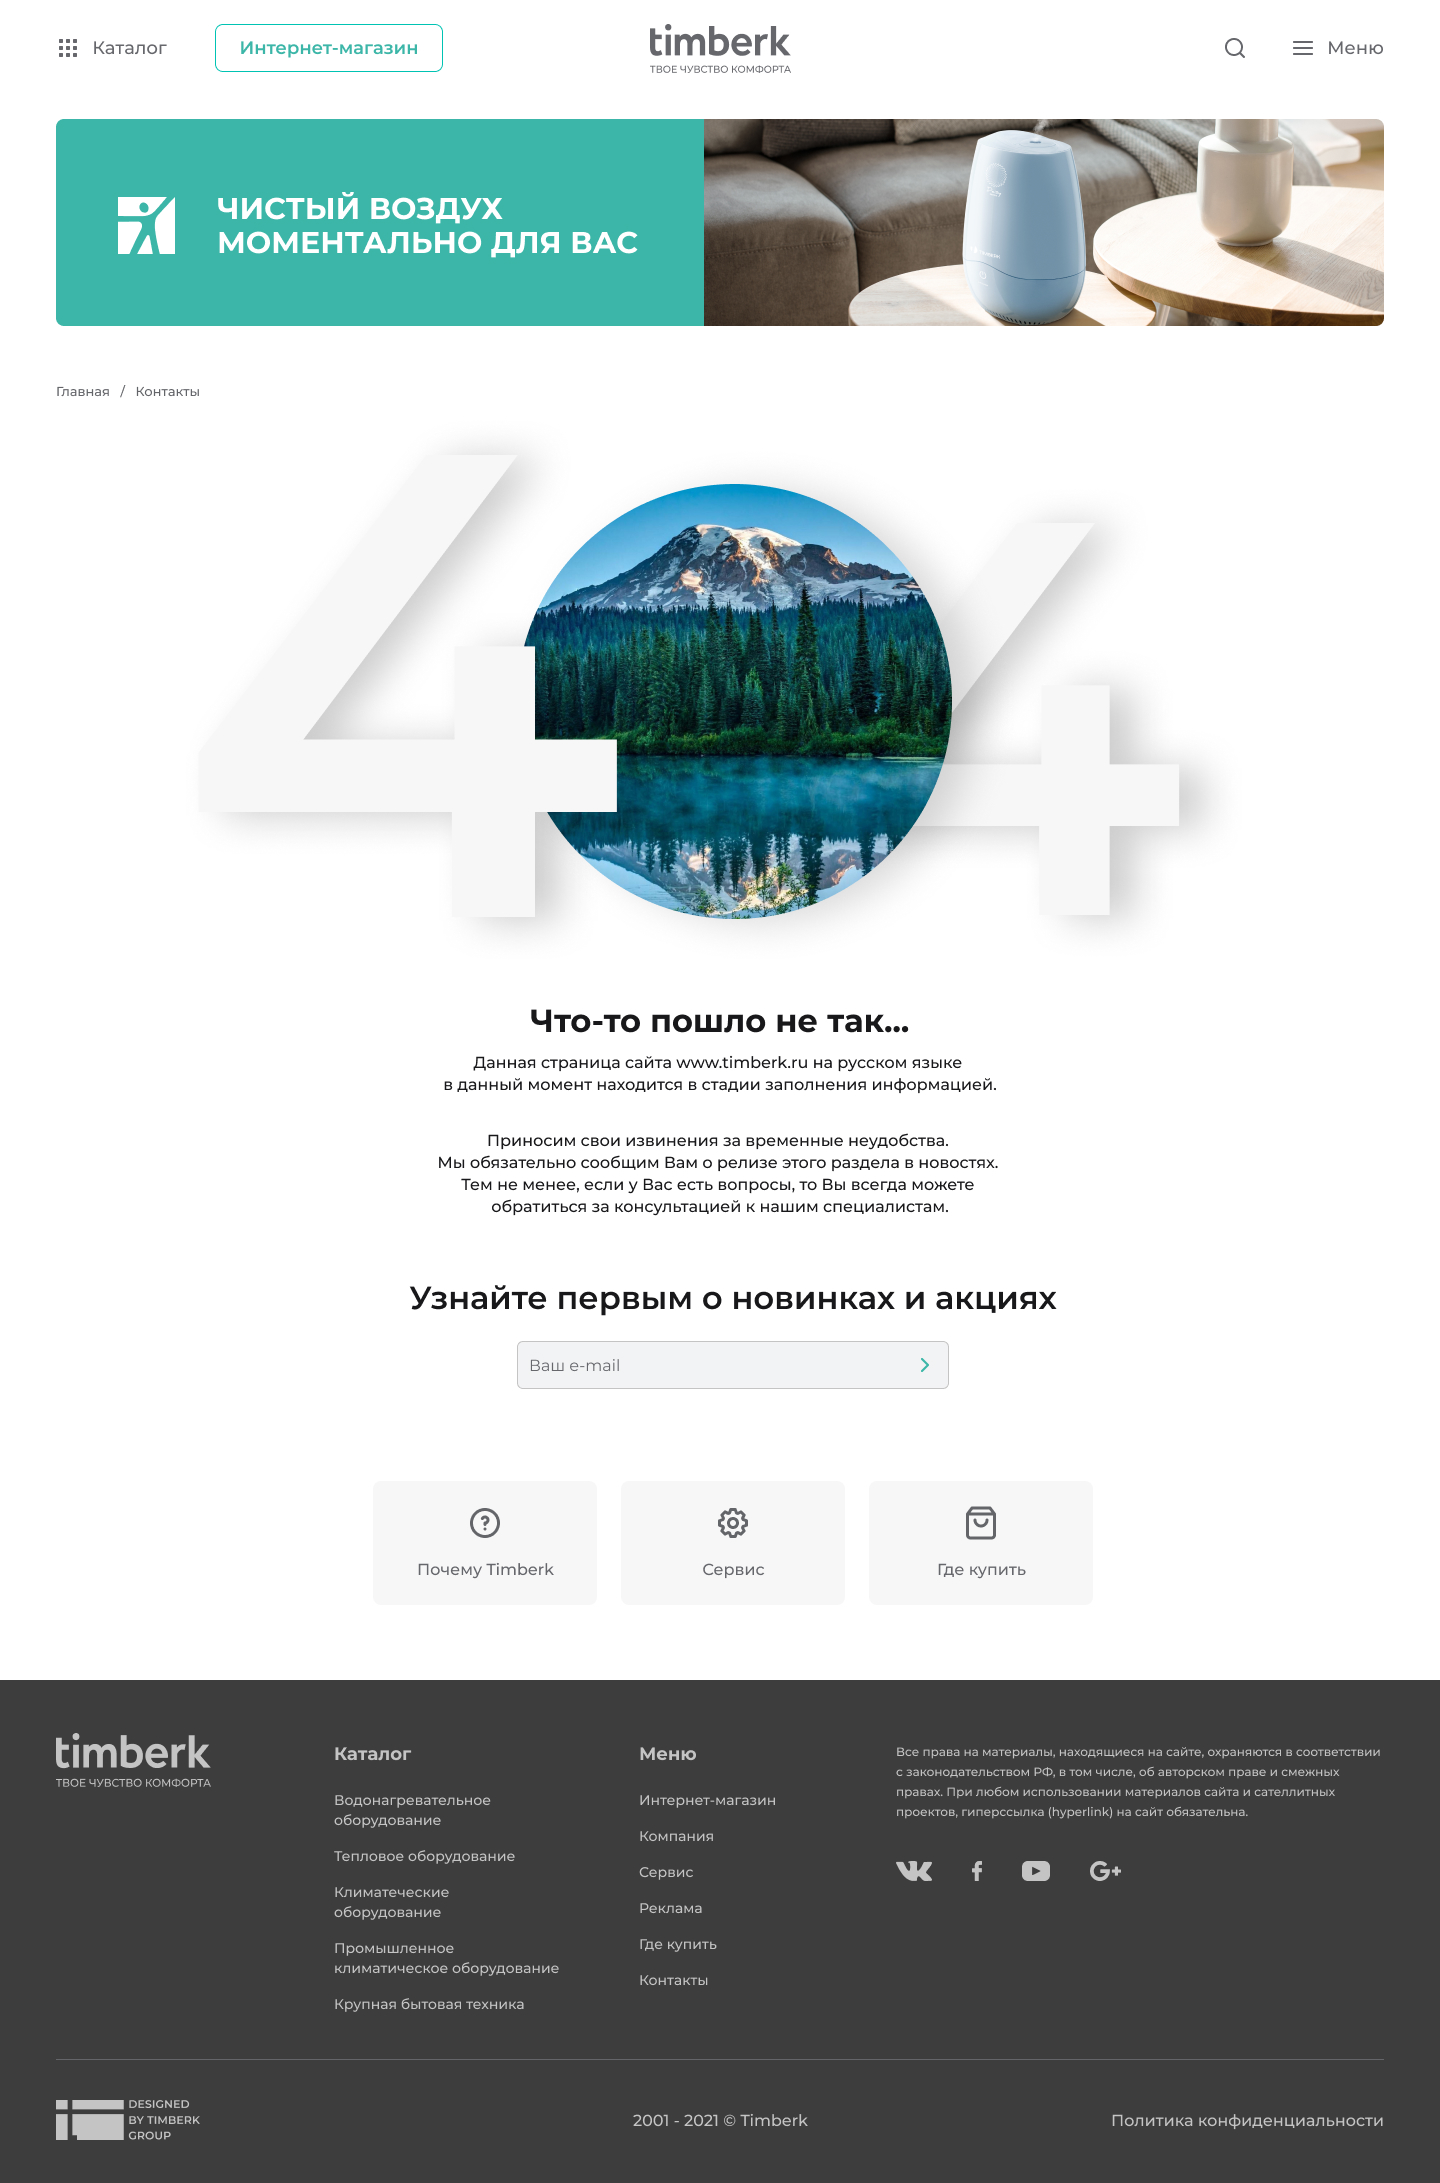 Каталог
Интернет-магазин
timberk
ТВОЕ ЧУВСТВО КОМФОРТА
Меню
ЧИСТЫЙ ВОЗДУХ
МОМЕНТАЛЬНО ДЛЯ ВАС
Главная / Контакты
4 4
Что-то пошло не так...
Данная страница сайта www.timberk.ru на русском языке
в данный момент находится в стадии заполнения информацией.
Приносим свои извинения за временные неудобства.
Мы обязательно сообщим Вам о релизе этого раздела в новостях.
Тем не менее, если у Вас есть вопросы, то Вы всегда можете
обратиться за консультацией к нашим специалистам.
Узнайте первым о новинках и акциях
Ваш e-mail
Почему Timberk
Сервис
Где купить
timberk
ТВОЕ ЧУВСТВО КОМФОРТА
Каталог
Водонагревательное
оборудование
Тепловое оборудование
Климатеческие
оборудование
Промышленное
климатическое оборудование
Крупная бытовая техника
Меню
Интернет-магазин
Компания
Сервис
Реклама
Где купить
Контакты
Все права на материалы, находящиеся на сайте, охраняются в соответствии
с законодательством РФ, в том числе, об авторском праве и смежных
правах. При любом использовании материалов сайта и сателлитных
проектов, гиперссылка (hyperlink) на сайт обязательна.
DESIGNED
BY TIMBERK
GROUP
2001 - 2021 © Timberk
Политика конфиденциальности